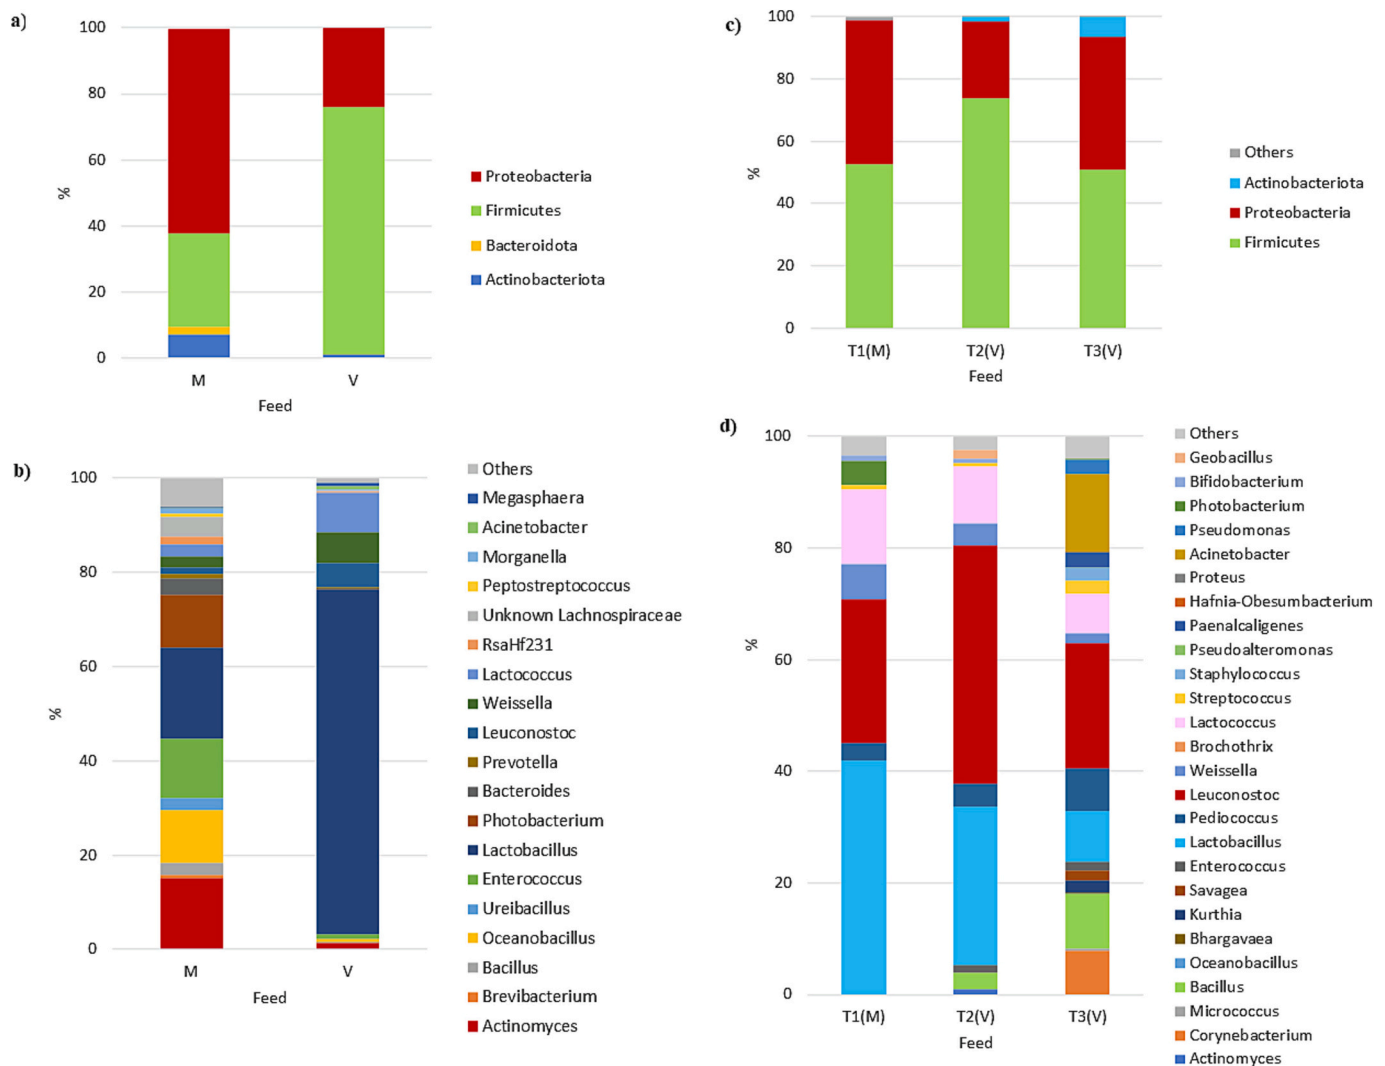 a)
100
80
60
40
20
0
%
M
V
Feed
Proteobacteria
Firmicutes
Bacteroidota
Actinobacteriota
c)
100
80
60
40
20
0
%
T1(M)
T2(V)
T3(V)
Feed
Others
Actinobacteriota
Proteobacteria
Firmicutes
b)
100
80
60
40
20
0
%
M
V
Feed
Others
Megasphaera
Acinetobacter
Morganella
Peptostreptococcus
Unknown Lachnospiraceae
RsaHf231
Lactococcus
Weissella
Leuconostoc
Prevotella
Bacteroides
Photobacterium
Lactobacillus
Enterococcus
Ureibacillus
Oceanobacillus
Bacillus
Brevibacterium
Actinomyces
d)
100
80
60
40
20
0
%
T1(M)
T2(V)
T3(V)
Feed
Others
Geobacillus
Bifidobacterium
Photobacterium
Pseudomonas
Acinetobacter
Proteus
Hafnia-Obesumbacterium
Paenalcaligenes
Pseudoalteromonas
Staphylococcus
Streptococcus
Lactococcus
Brochothrix
Weissella
Leuconostoc
Pediococcus
Lactobacillus
Enterococcus
Savagea
Kurthia
Bhargavaea
Oceanobacillus
Bacillus
Micrococcus
Corynebacterium
Actinomyces